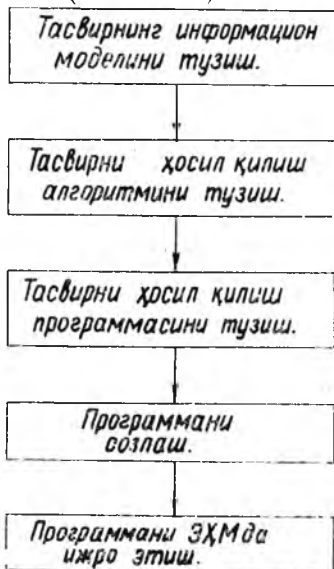 Тасвирнинг информацион
моделини тузиш.
Тасвирни ҳосил қилиш
алгоритмини тузиш.
Тасвирни ҳосил қилиш
программасини тузиш.
Программани
созлаш.
Программани ЭҲМда
ижро этиш.